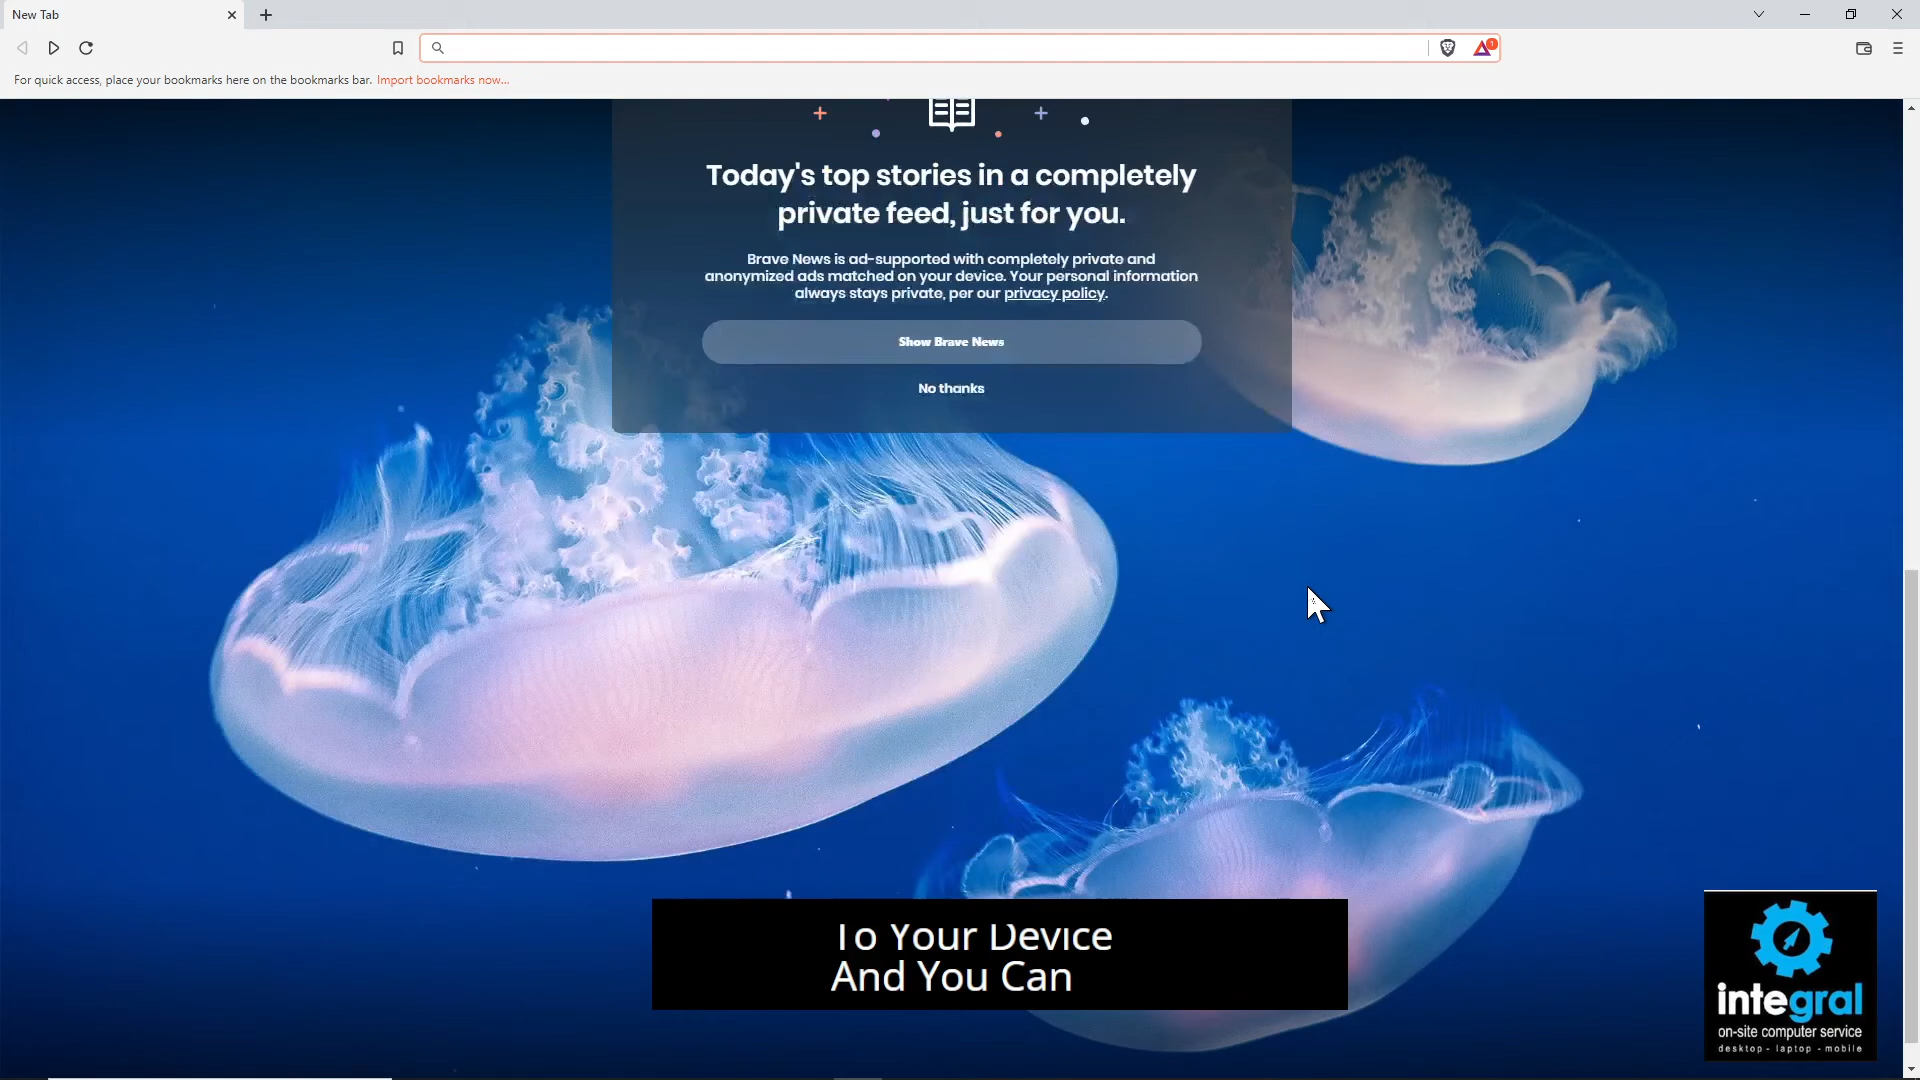 New Tab
For quick access, place your bookmarks here on the bookmarks bar. Import bookmarks now...
1
Today's top stories in a completely
private feed, just for you.
Brave News is ad-supported with completely private and
anonymized ads matched on your device. Your personal information
always stays private, per our privacy policy.
Show Brave News
No thanks
To Your Device
And You Can
integral
on-site computer service
desktop - laptop - mobile